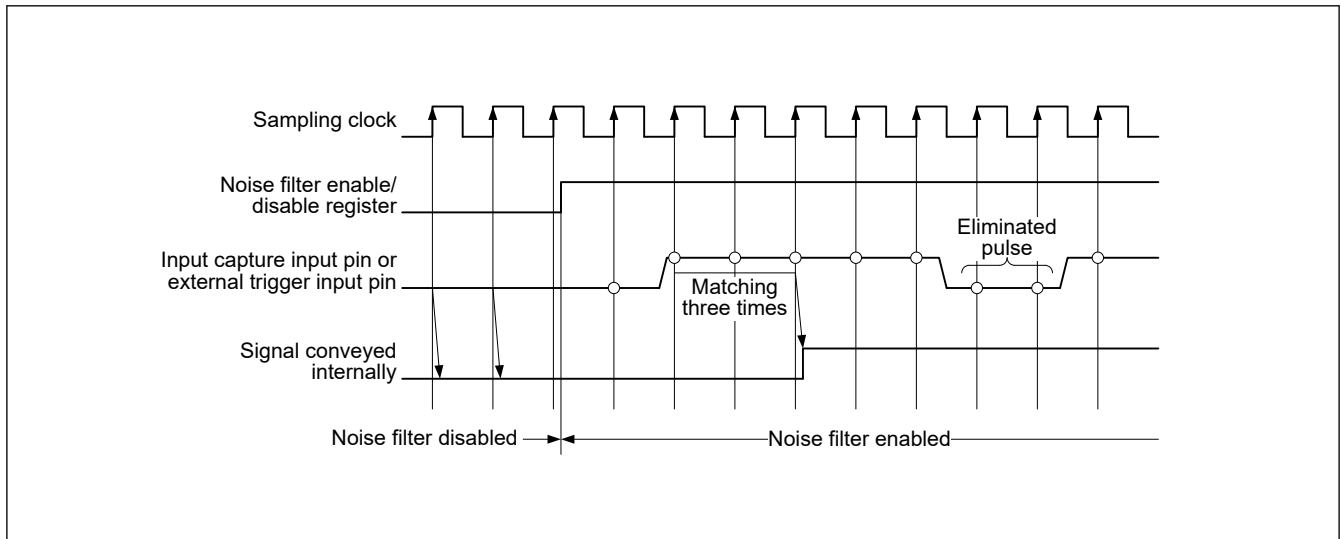 Sampling clock
Noise filter enable/
disable register
Eliminated
pulse
Input capture input pin or
external trigger input pin
Matching
three times
Signal conveyed
internally
Noise filter disabled
Noise filter enabled